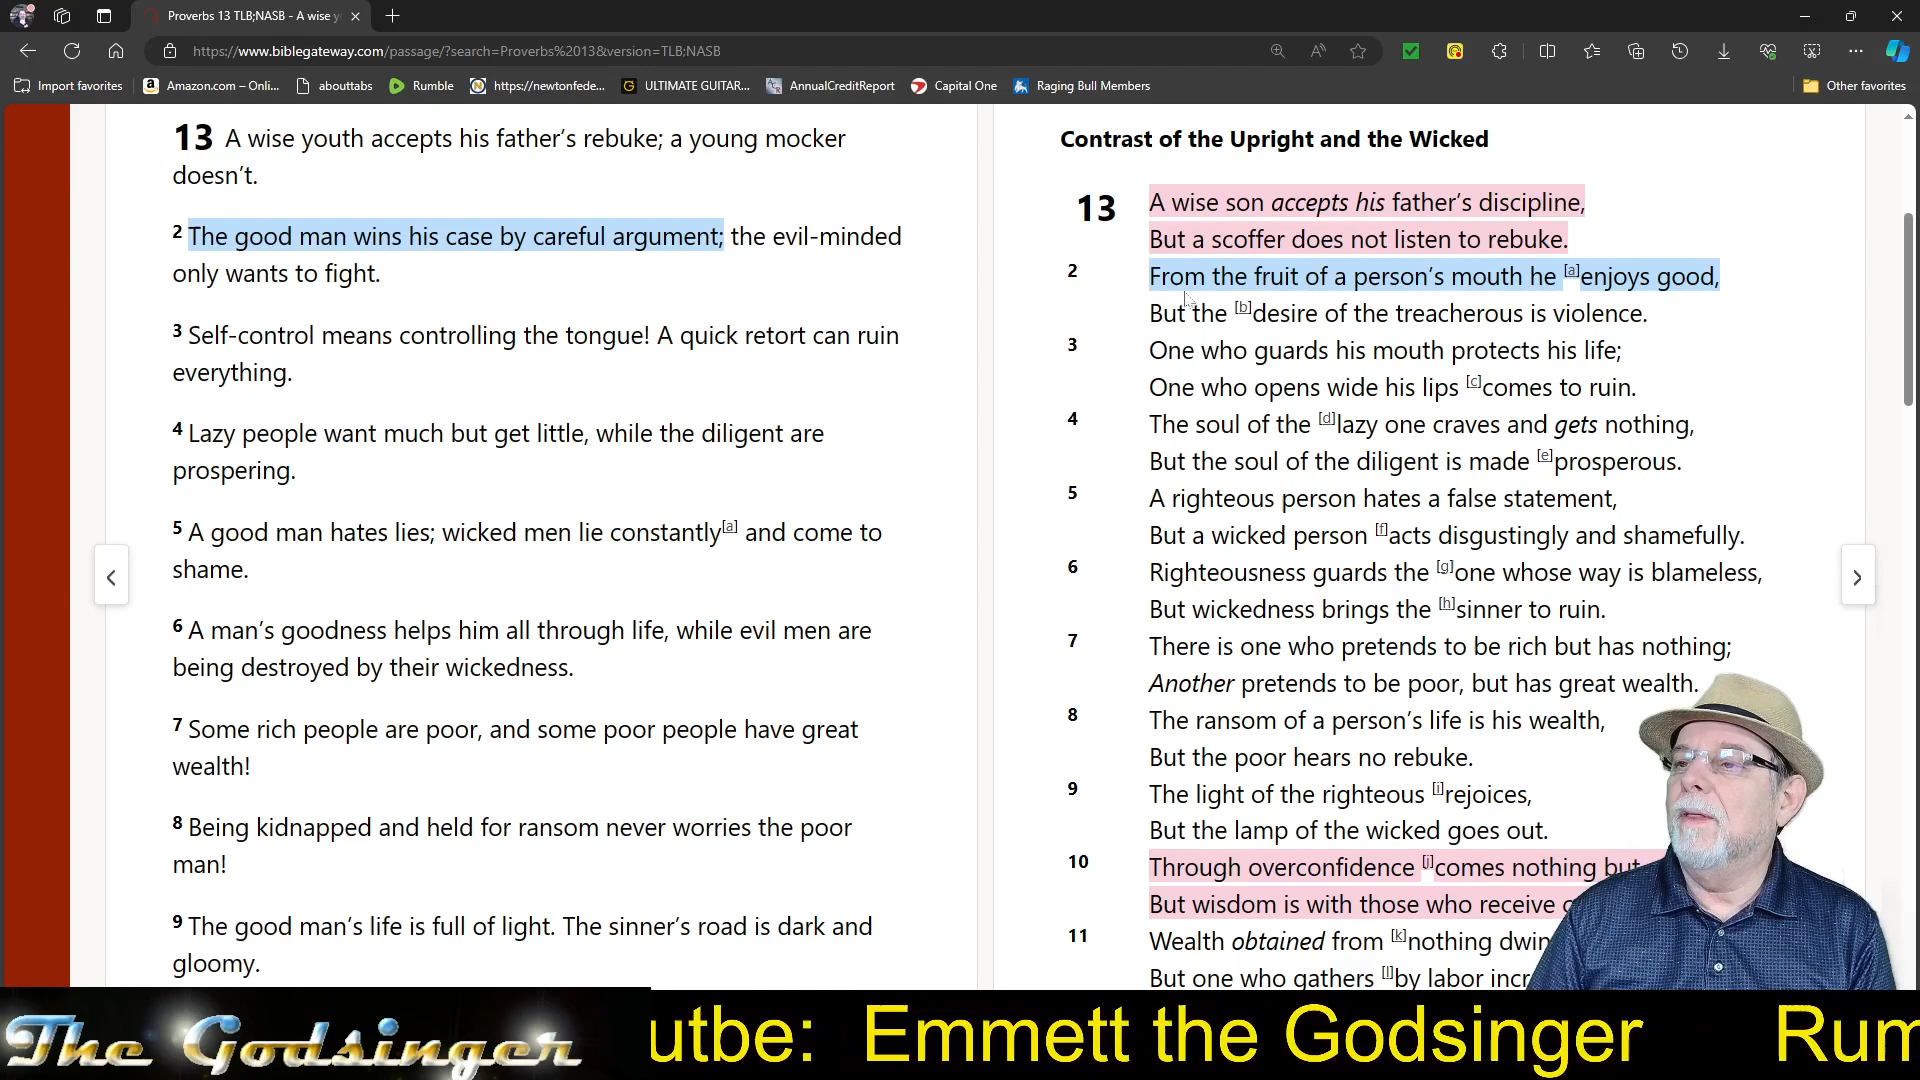 Proverbs 13 TLB;NASB - A wise y
https://www.biblegateway.com/passage/?search=Proverbs%2013&version=TLB;NASB
Import favorites
Amazon.com – Onli...
abouttabs
Rumble
https://newtonfede...
ULTIMATE GUITAR...
AnnualCreditReport
Capital One
Raging Bull Members
Other favorites
13 A wise youth accepts his father's rebuke; a young mocker
doesn't.
2 The good man wins his case by careful argument; the evil-minded
only wants to fight.
3 Self-control means controlling the tongue! A quick retort can ruin
everything.
4 Lazy people want much but get little, while the diligent are
prospering.
5 A good man hates lies; wicked men lie constantly[a] and come to
shame.
6 A man's goodness helps him all through life, while evil men are
being destroyed by their wickedness.
7 Some rich people are poor, and some poor people have great
wealth!
8 Being kidnapped and held for ransom never worries the poor
man!
9 The good man's life is full of light. The sinner's road is dark and
gloomy.
Contrast of the Upright and the Wicked
13 A wise son accepts his father's discipline,
But a scoffer does not listen to rebuke.
2 From the fruit of a person's mouth he [a]enjoys good,
But the [b]desire of the treacherous is violence.
3 One who guards his mouth protects his life;
One who opens wide his lips [c]comes to ruin.
4 The soul of the [d]lazy one craves and gets nothing,
But the soul of the diligent is made [e]prosperous.
5 A righteous person hates a false statement,
But a wicked person [f]acts disgustingly and shamefully.
6 Righteousness guards the [g]one whose way is blameless,
But wickedness brings the [h]sinner to ruin.
7 There is one who pretends to be rich but has nothing;
Another pretends to be poor, but has great wealth.
8 The ransom of a person's life is his wealth,
But the poor hears no rebuke.
9 The light of the righteous [i]rejoices,
But the lamp of the wicked goes out.
10 Through overconfidence [j]comes nothing but
But wisdom is with those who receive
11 Wealth obtained from [k]nothing dwin
But one who gathers [l]by labor incr
The Godsinger
utbe: Emmett the Godsinger Rum